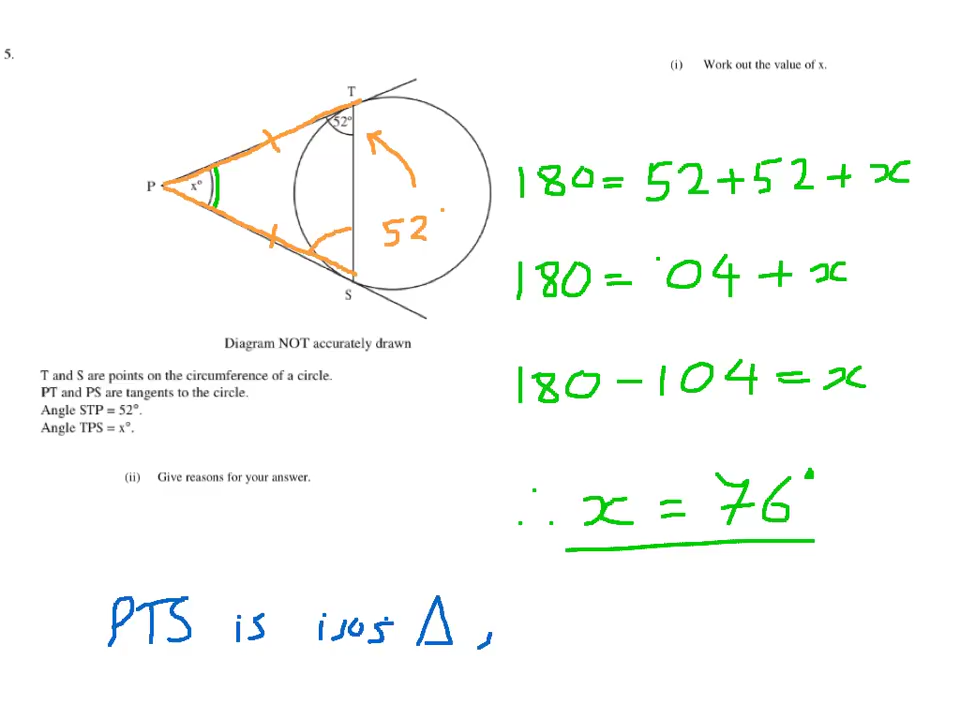 5.
(i) Work out the value of x.
T
52°
P
x°
52°
S
180 = 52 + 52 + x
180 = 04 + x
180 - 104 = x
∴ x = 76°
Diagram NOT accurately drawn
T and S are points on the circumference of a circle.
PT and PS are tangents to the circle.
Angle STP = 52°.
Angle TPS = x°.
(ii) Give reasons for your answer.
PTS is isos Δ,